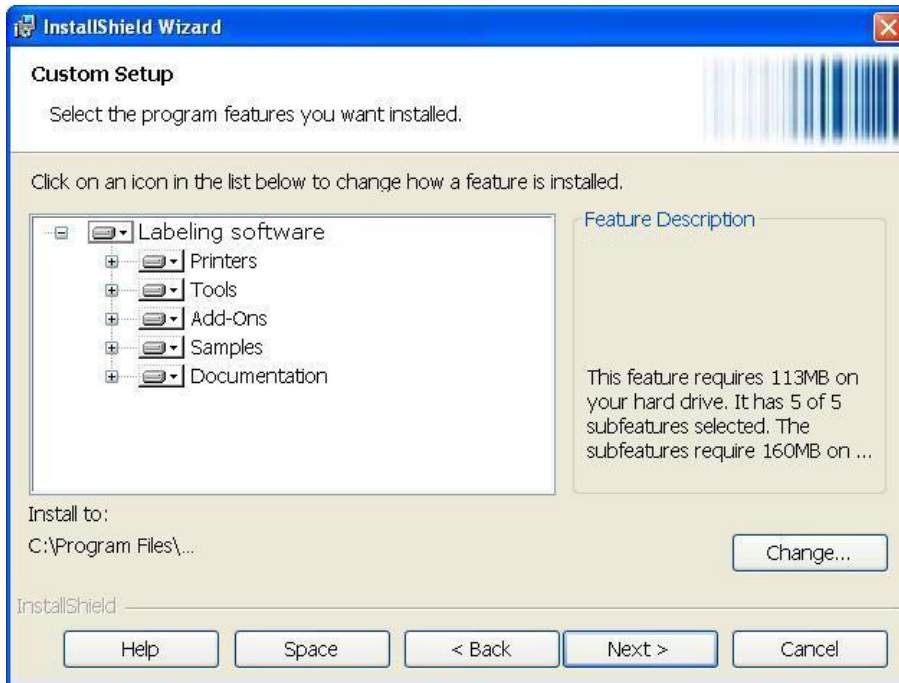 InstallShield Wizard
Custom Setup
Select the program features you want installed.
Click on an icon in the list below to change how a feature is installed.
Labeling software
Printers
Tools
Add-Ons
Samples
Documentation
Feature Description
This feature requires 113MB on
your hard drive. It has 5 of 5
subfeatures selected. The
subfeatures require 160MB on ...
Install to:
C:\Program Files\...
Change...
InstallShield
Help
Space
< Back
Next >
Cancel